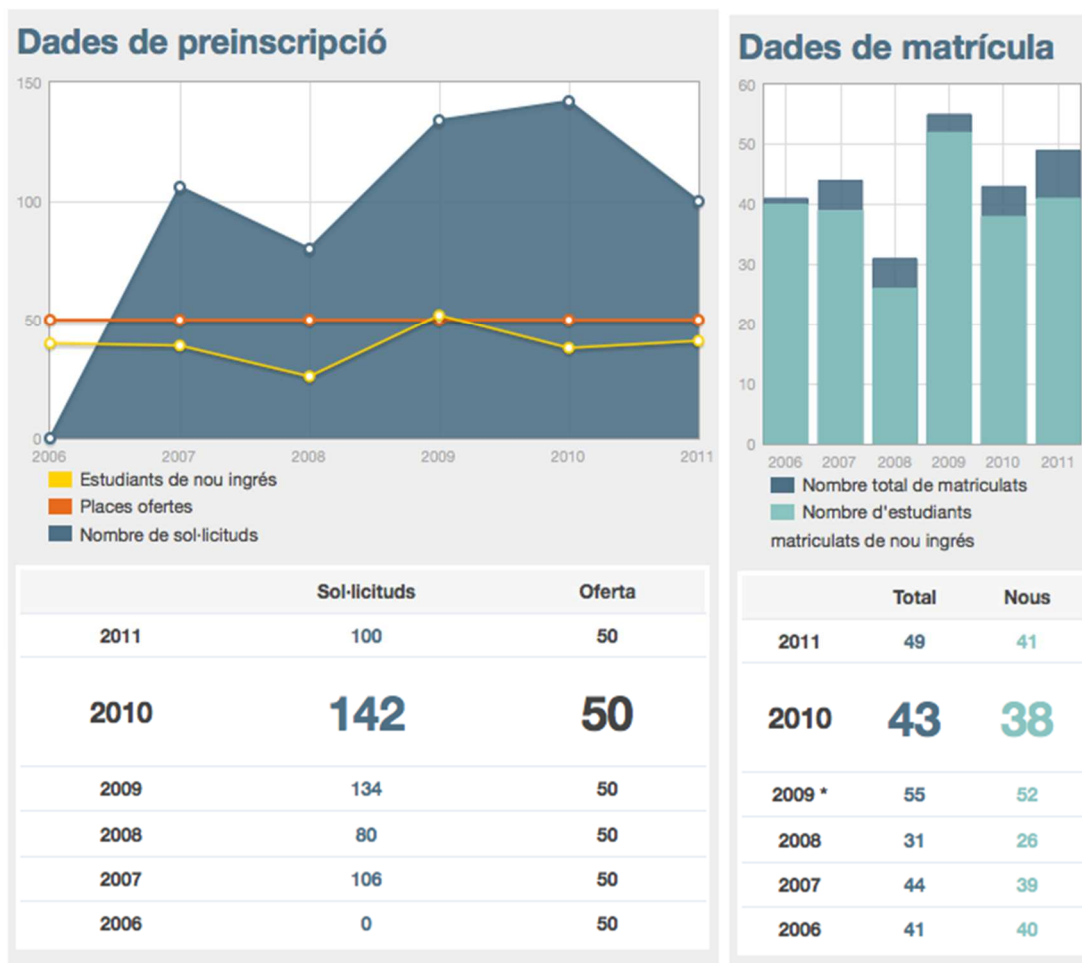 Dades de preinscripció
150
100
50
0
2006 2007 2008 2009 2010 2011
Estudiants de nou ingrés
Places ofertes
Nombre de sol·licituds
Sol·licituds Oferta
2011 100 50
2010 142 50
2009 134 50
2008 80 50
2007 106 50
2006 0 50
Dades de matrícula
60
50
40
30
20
10
0
2006 2007 2008 2009 2010 2011
Nombre total de matriculats
Nombre d'estudiants
matriculats de nou ingrés
Total Nous
2011 49 41
2010 43 38
2009 * 55 52
2008 31 26
2007 44 39
2006 41 40